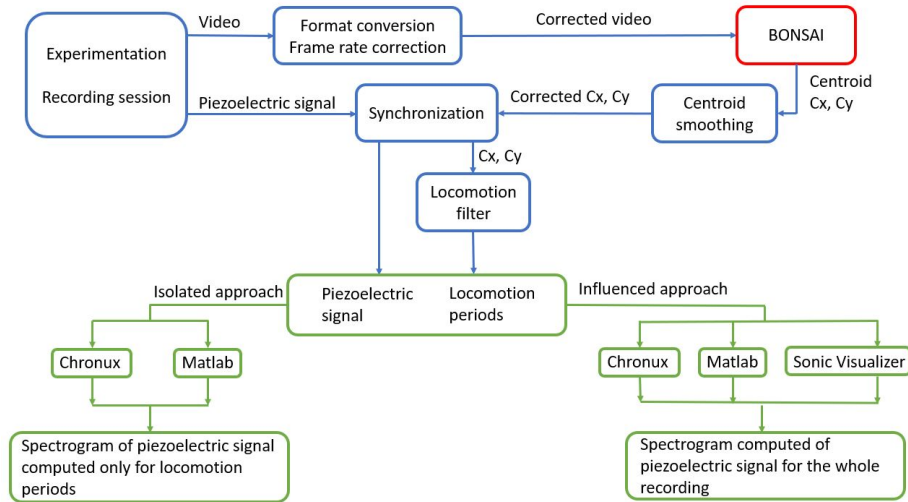 Video
Format conversion
Frame rate correction
Corrected video
BONSAI
Experimentation
Recording session
Piezoelectric signal
Synchronization
Corrected Cx, Cy
Centroid
smoothing
Centroid
Cx, Cy
Cx, Cy
Locomotion
filter
Isolated approach
Piezoelectric
signal
Locomotion
periods
Influenced approach
Chronux
Matlab
Chronux
Matlab
Sonic Visualizer
Spectrogram of piezoelectric signal
computed only for locomotion
periods
Spectrogram computed of
piezoelectric signal for the whole
recording